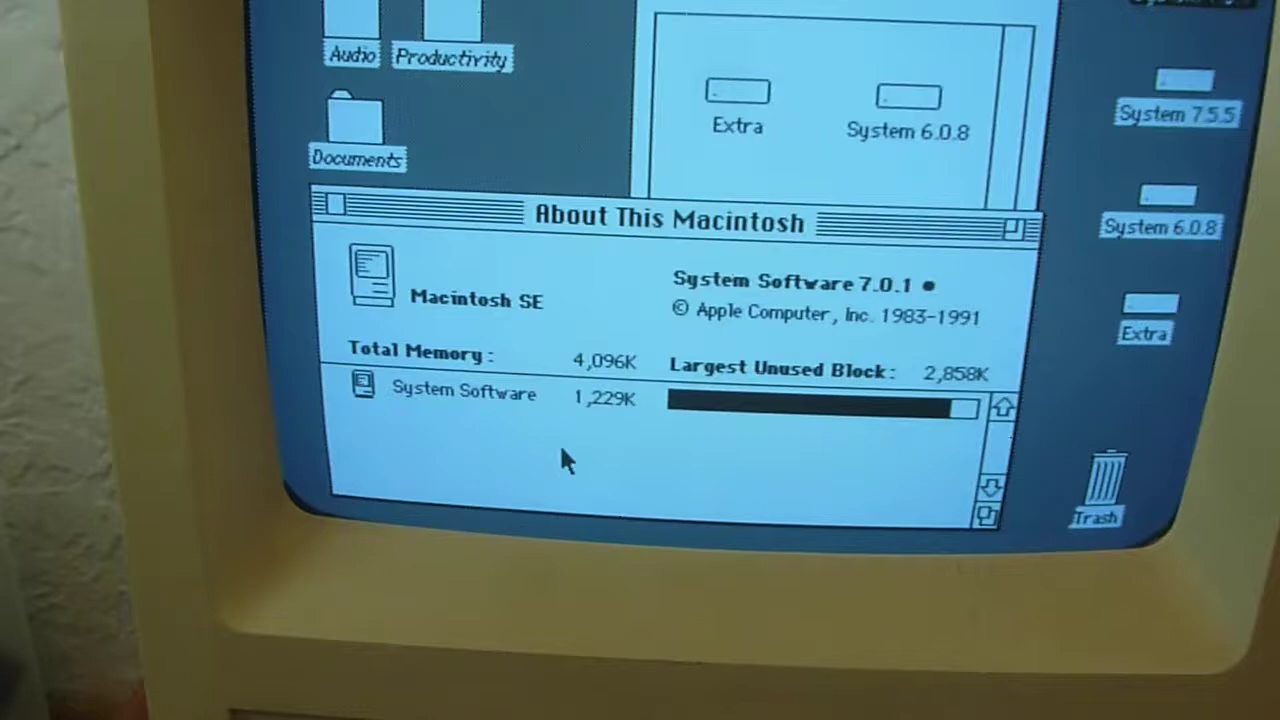 Audio
Productivity
Documents
Extra
System 6.0.8
System 7.5.5
System 6.0.8
Extra
Trash
About This Macintosh
Macintosh SE
System Software 7.0.1 •
© Apple Computer, Inc. 1983-1991
Total Memory: 4,096K
Largest Unused Block: 2,858K
System Software 1,229K